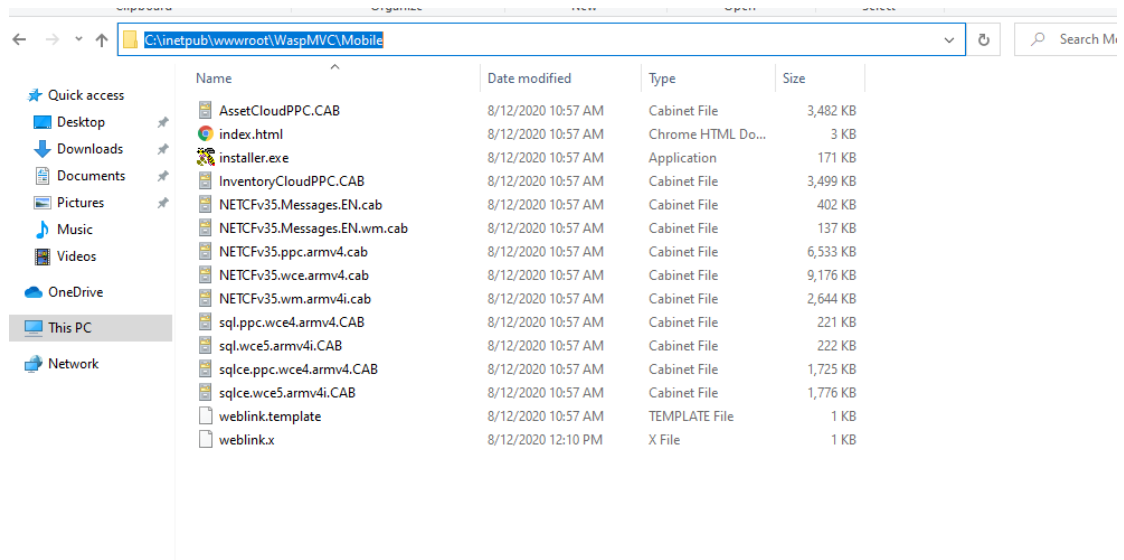 Clipboard Organize New Open Select
C:\inetpub\wwwroot\WaspMVC\Mobile
Search Mo
Name Date modified Type Size
Quick access
Desktop
Downloads
Documents
Pictures
Music
Videos
OneDrive
This PC
Network
AssetCloudPPC.CAB 8/12/2020 10:57 AM Cabinet File 3,482 KB
index.html 8/12/2020 10:57 AM Chrome HTML Do... 3 KB
installer.exe 8/12/2020 10:57 AM Application 171 KB
InventoryCloudPPC.CAB 8/12/2020 10:57 AM Cabinet File 3,499 KB
NETCFv35.Messages.EN.cab 8/12/2020 10:57 AM Cabinet File 402 KB
NETCFv35.Messages.EN.wm.cab 8/12/2020 10:57 AM Cabinet File 137 KB
NETCFv35.ppc.armv4.cab 8/12/2020 10:57 AM Cabinet File 6,533 KB
NETCFv35.wce.armv4.cab 8/12/2020 10:57 AM Cabinet File 9,176 KB
NETCFv35.wm.armv4i.cab 8/12/2020 10:57 AM Cabinet File 2,644 KB
sql.ppc.wce4.armv4.CAB 8/12/2020 10:57 AM Cabinet File 221 KB
sql.wce5.armv4i.CAB 8/12/2020 10:57 AM Cabinet File 222 KB
sqlce.ppc.wce4.armv4.CAB 8/12/2020 10:57 AM Cabinet File 1,725 KB
sqlce.wce5.armv4i.CAB 8/12/2020 10:57 AM Cabinet File 1,776 KB
weblink.template 8/12/2020 10:57 AM TEMPLATE File 1 KB
weblink.x 8/12/2020 12:10 PM X File 1 KB